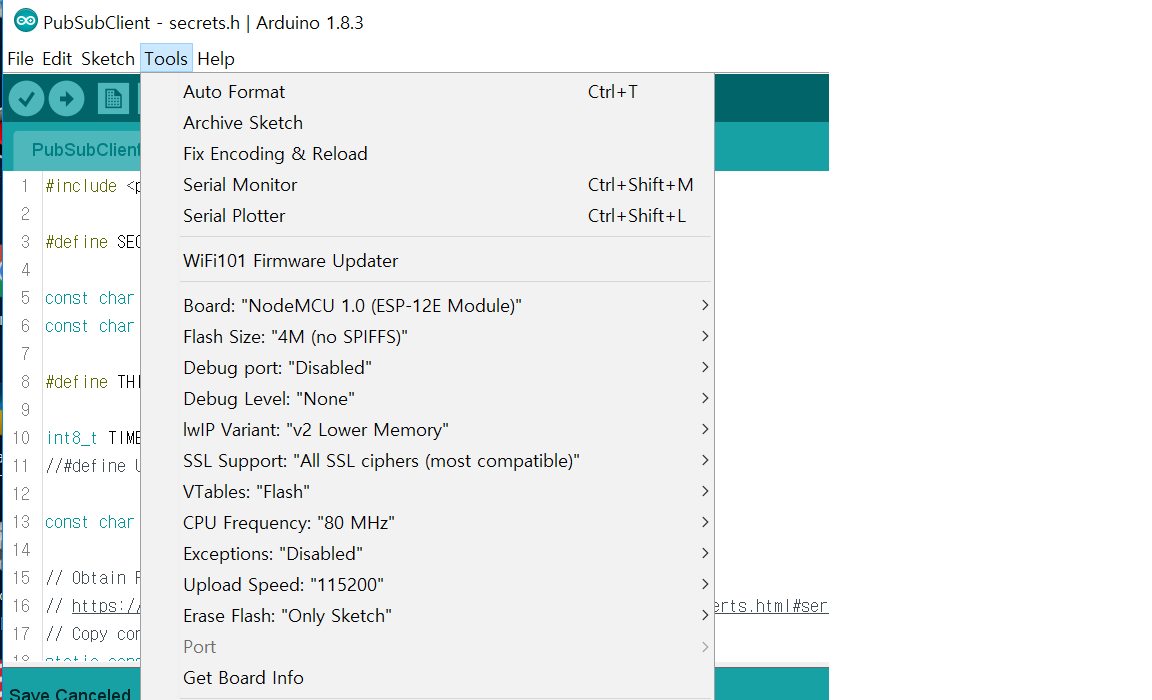 PubSubClient - secrets.h | Arduino 1.8.3
File Edit Sketch Tools Help
Auto Format Ctrl+T
Archive Sketch
Fix Encoding & Reload
Serial Monitor Ctrl+Shift+M
Serial Plotter Ctrl+Shift+L
WiFi101 Firmware Updater
Board: "NodeMCU 1.0 (ESP-12E Module)"
Flash Size: "4M (no SPIFFS)"
Debug port: "Disabled"
Debug Level: "None"
lwIP Variant: "v2 Lower Memory"
SSL Support: "All SSL ciphers (most compatible)"
VTables: "Flash"
CPU Frequency: "80 MHz"
Exceptions: "Disabled"
Upload Speed: "115200"
Erase Flash: "Only Sketch"
Port
Get Board Info
PubSubClient
1 #include <p
2
3 #define SEC
4
5 const char
6 const char
7
8 #define THI
9
10 int8_t TIME
11 //#define U
12
13 const char
14
15 // Obtain F
16 // https:// erts.html#ser
17 // Copy con
18 static cons
Save Canceled